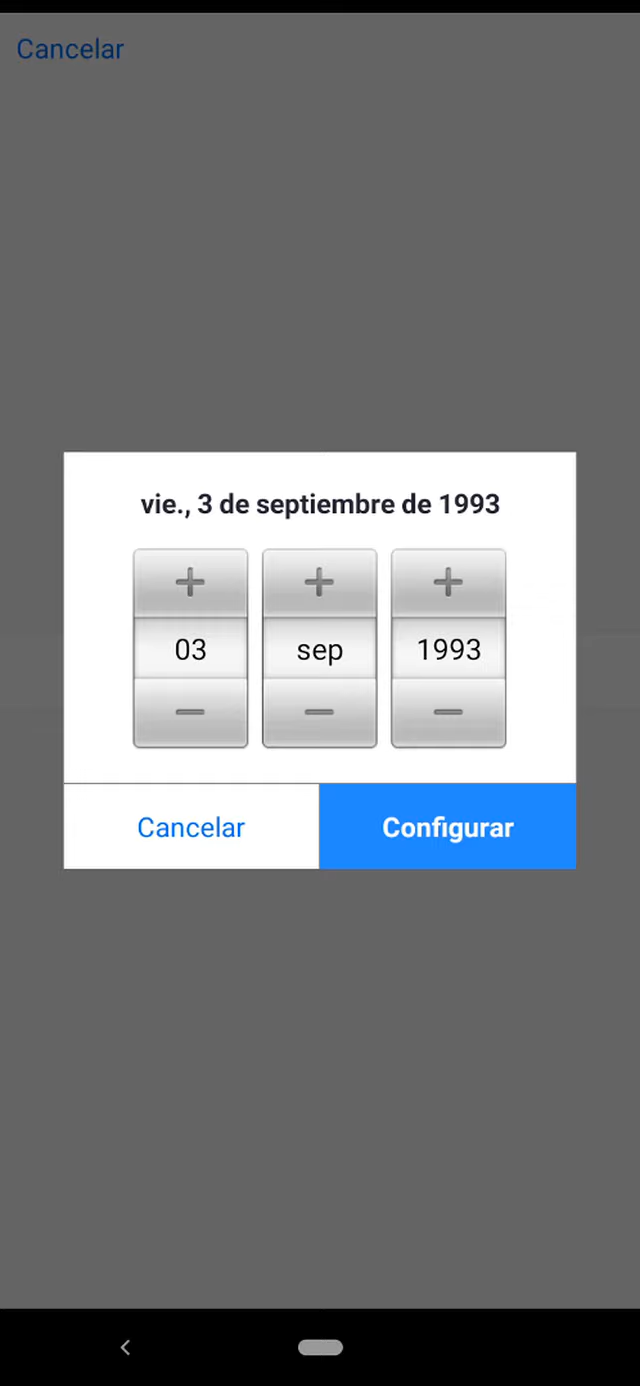 Cancelar
vie., 3 de septiembre de 1993
+ + +
03 sep 1993
− − −
Cancelar Configurar